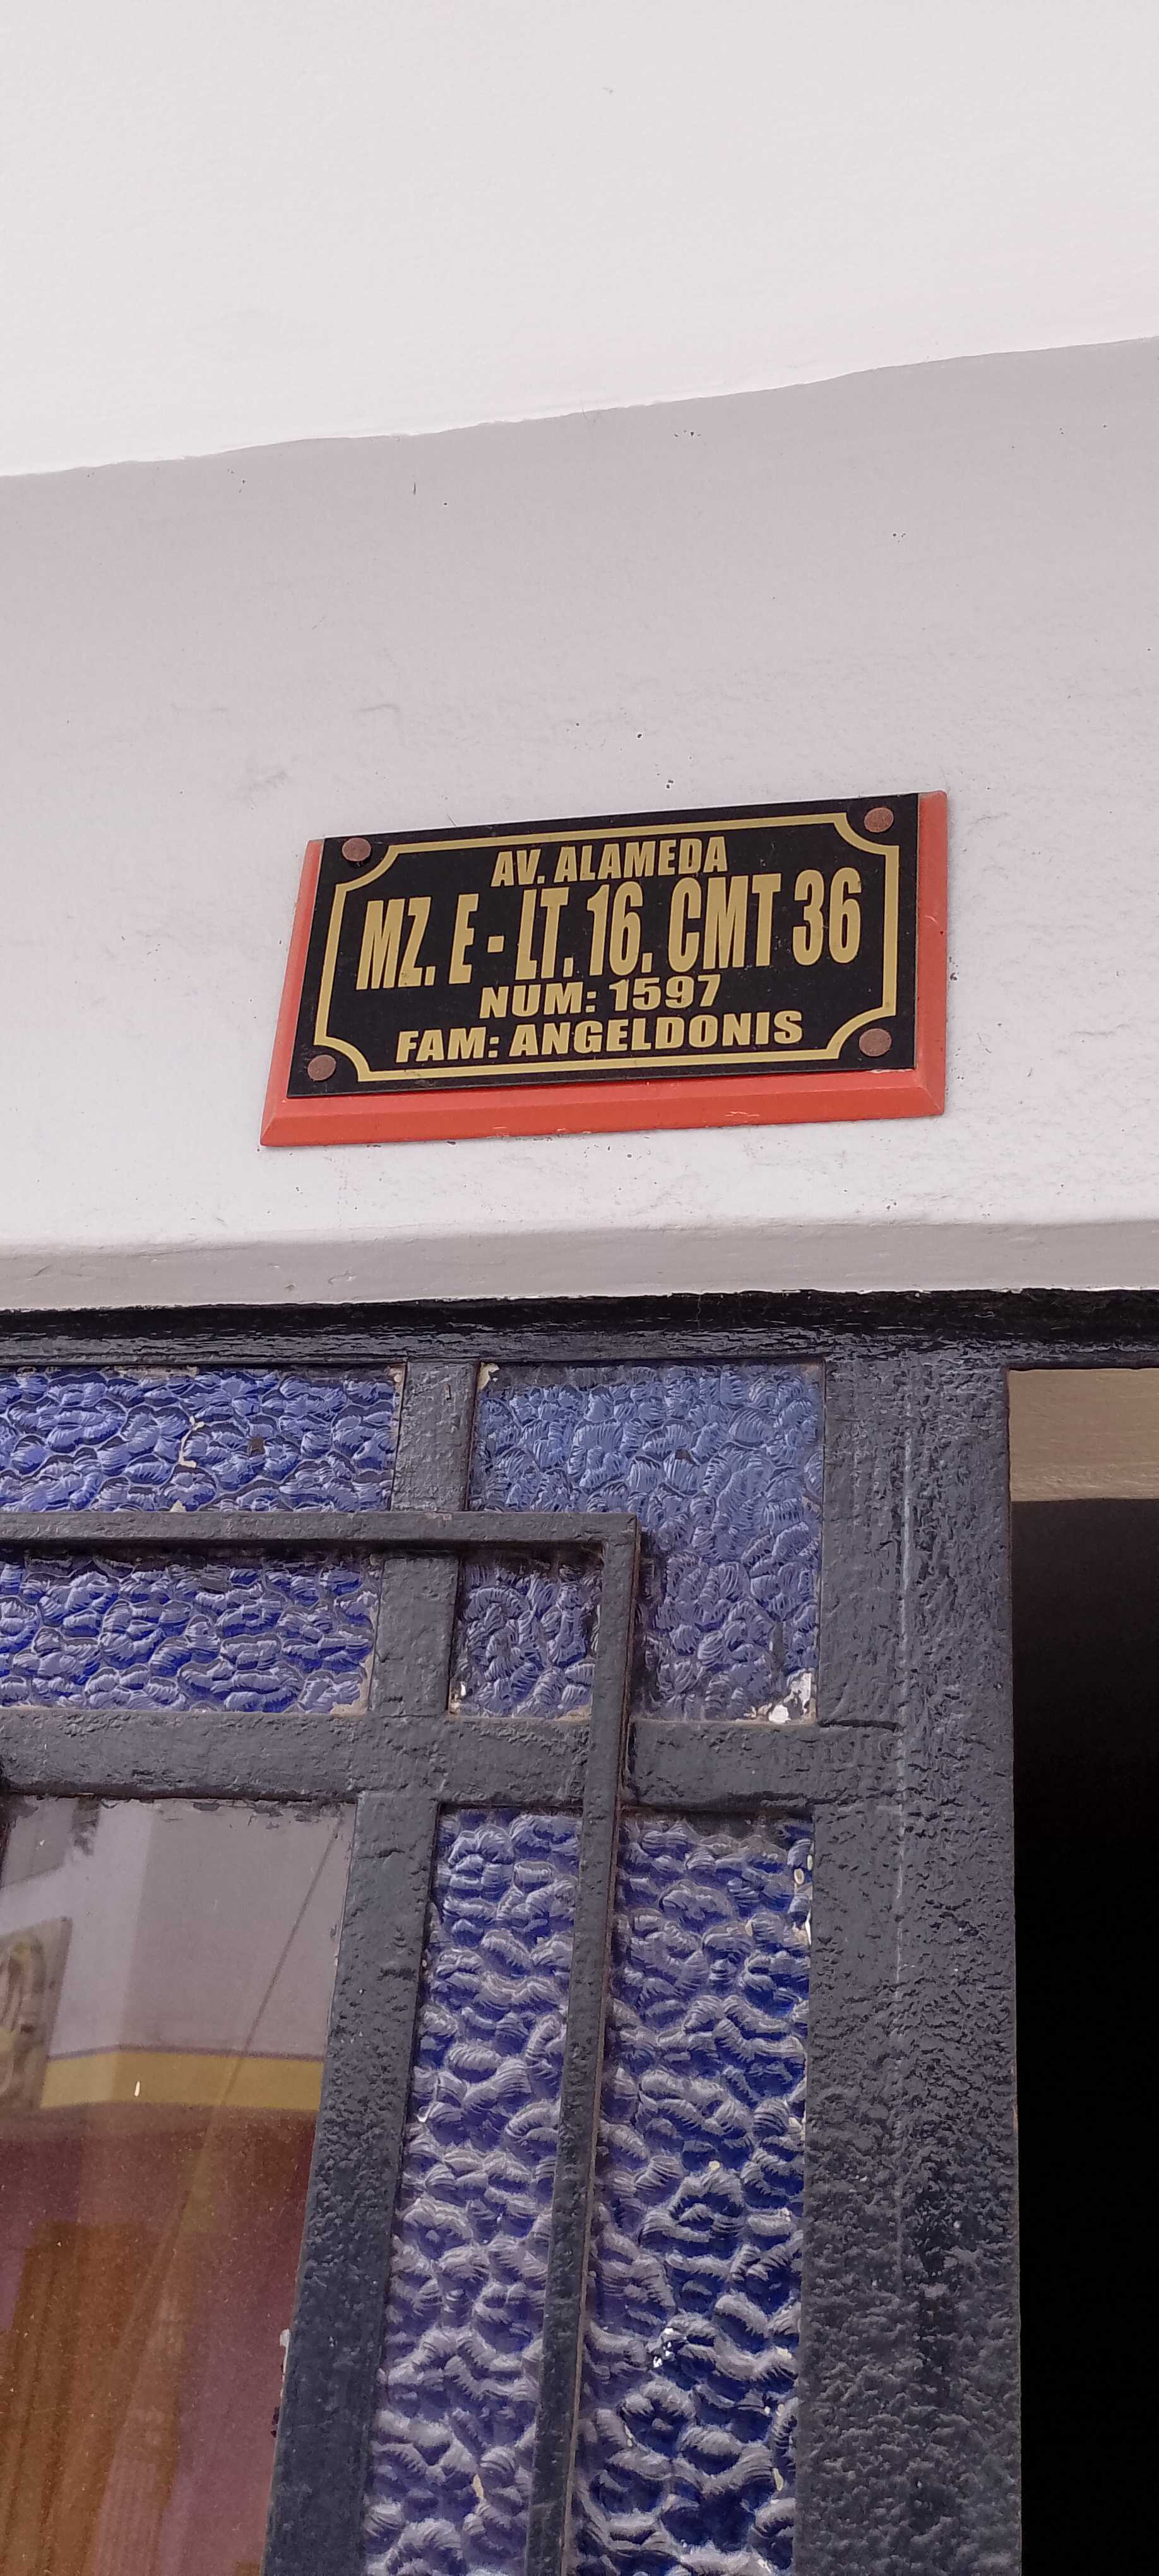 AV. ALAMEDA
MZ. E - LT. 16. CMT 36
NUM: 1597
FAM: ANGELDONIS